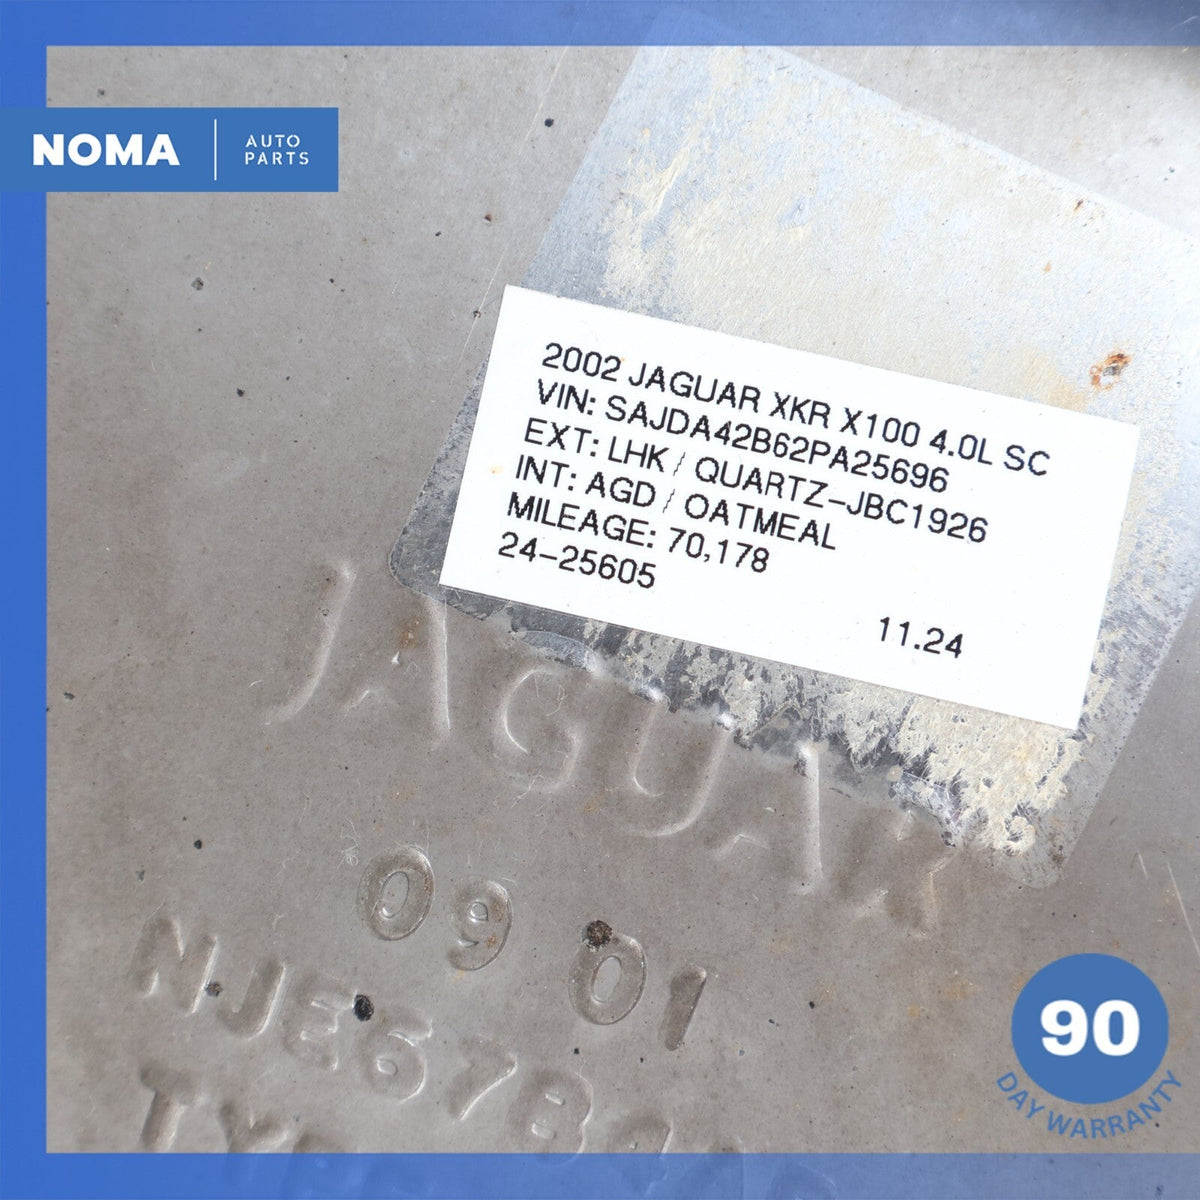 NOMA
AUTO
PARTS
2002 JAGUAR XKR X100 4.0L SC
VIN: SAJDA42B62PA25696
EXT: LHK / QUARTZ-JBC1926
INT: AGD / OATMEAL
MILEAGE: 70,178
24-25605
11.24
JAGUAR
09 01
90
DAY WARRANTY